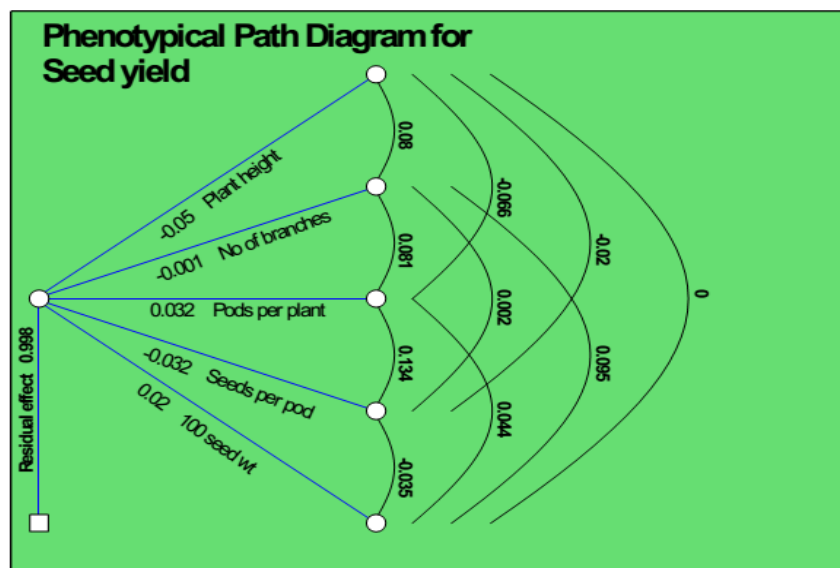 Phenotypical Path Diagram for
Seed yield
-0.05 Plant height
-0.001 No of branches
0.032 Pods per plant
-0.032 Seeds per pod
0.02 100 seed wt
Residual effect 0.998
0.08
0.081
0.134
-0.035
-0.066
0.002
0.044
-0.02
0.095
0